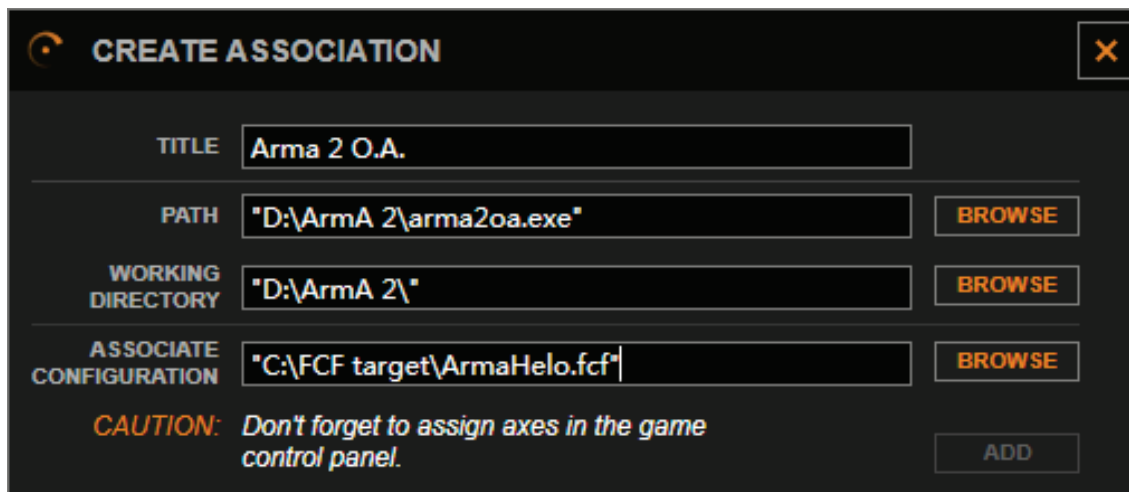 CREATE ASSOCIATION
TITLE Arma 2 O.A.
PATH "D:\ArmA 2\arma2oa.exe" BROWSE
WORKING
DIRECTORY "D:\ArmA 2\" BROWSE
ASSOCIATE
CONFIGURATION "C:\FCF target\ArmaHelo.fcf" BROWSE
CAUTION: Don't forget to assign axes in the game
control panel.
ADD